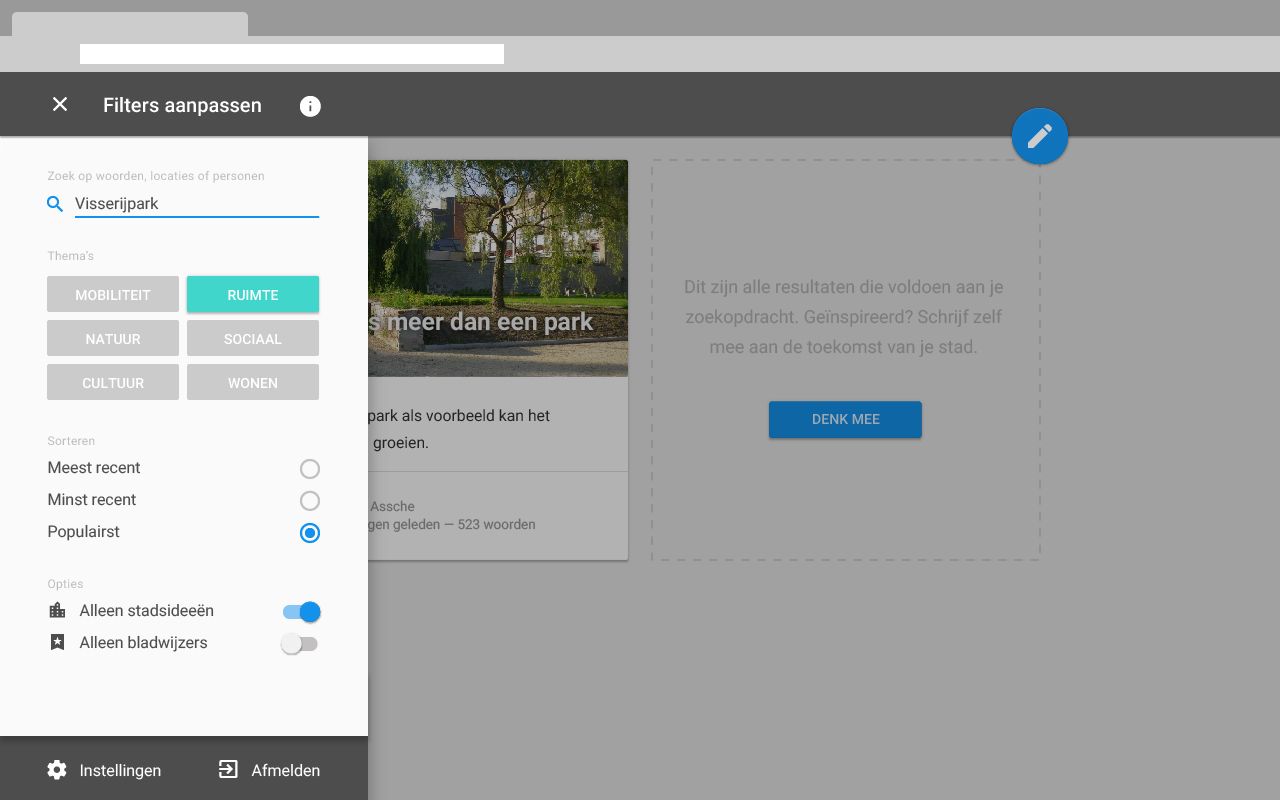 Filters aanpassen
Zoek op woorden, locaties of personen
Visserijpark
Thema's
MOBILITEIT
RUIMTE
NATUUR
SOCIAAL
CULTUUR
WONEN
Sorteren
Meest recent
Minst recent
Populairst
Opties
Alleen stadsideeën
Alleen bladwijzers
Instellingen
Afmelden
s meer dan een park
park als voorbeeld kan het
groeien.
Assche
gen geleden — 523 woorden
Dit zijn alle resultaten die voldoen aan je
zoekopdracht. Geïnspireerd? Schrijf zelf
mee aan de toekomst van je stad.
DENK MEE